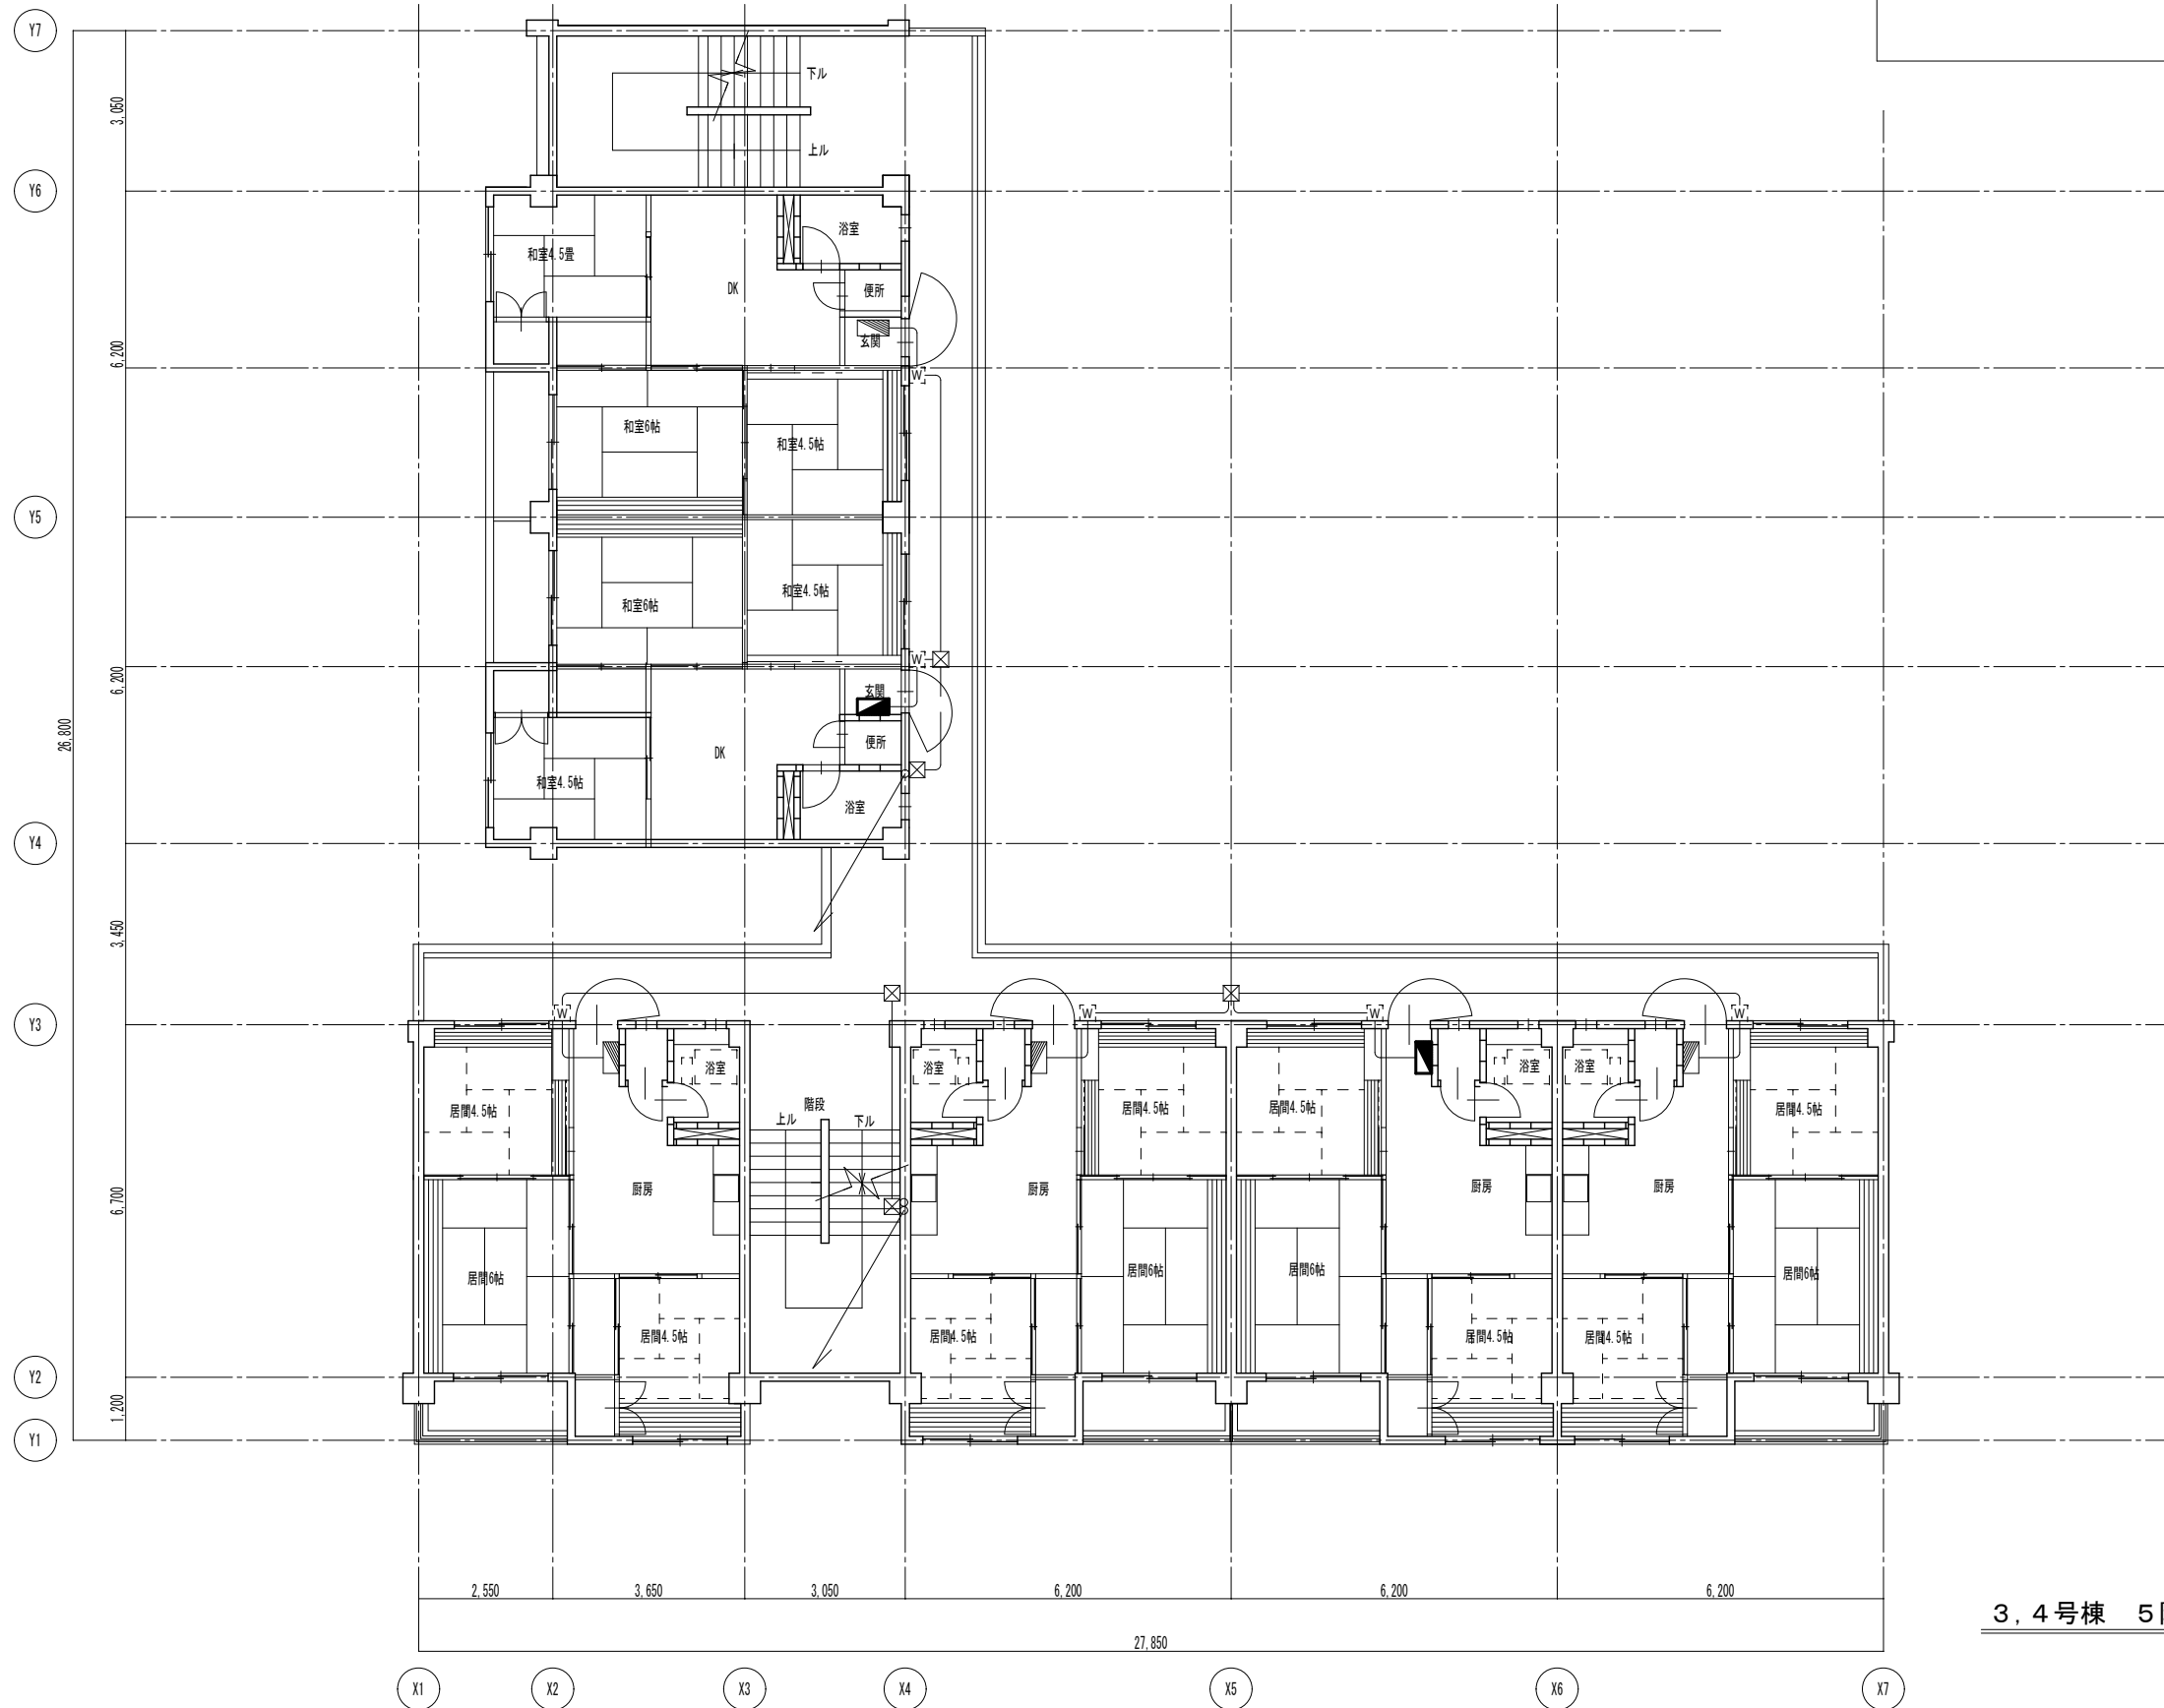 Y7
下ル
3,050
上ル
Y6
浴室
和室4.5畳
DK
便所
玄関
6,200
W
和室6帖
和室4.5帖
Y5
和室4.5帖
和室6帖
W
6,200
玄関
26,800
便所
DK
和室4.5帖
浴室
Y4
3,450
W
W
W
W
Y3
浴室
浴室
浴室
浴室
階段
居間4.5帖
上ル
下ル
居間4.5帖
居間4.5帖
居間4.5帖
厨房
厨房
厨房
厨房
6,700
居間6帖
居間6帖
居間6帖
居間6帖
居間4.5帖
居間4.5帖
居間4.5帖
居間4.5帖
Y2
1,200
Y1
2,550
3,650
3,050
6,200
6,200
6,200
3,4号棟 5
27,850
X1
X2
X3
X4
X5
X6
X7